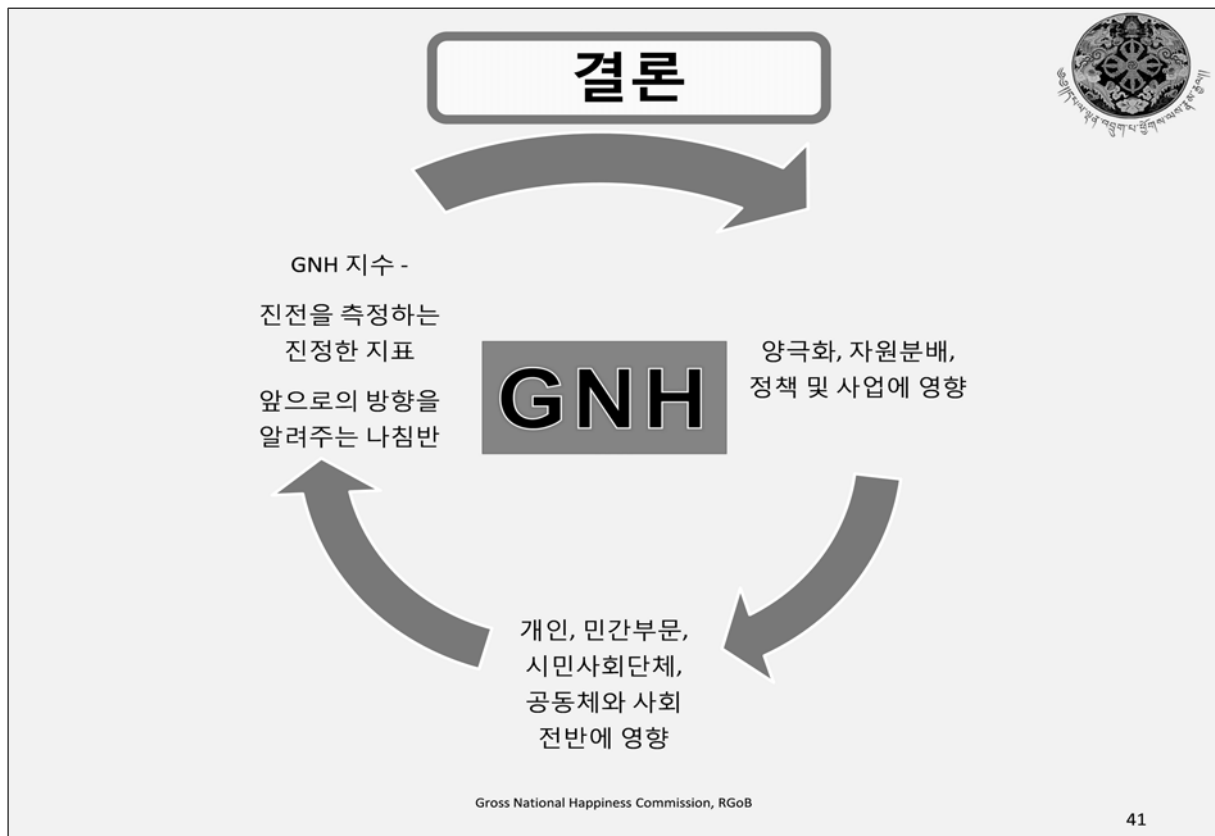 결론
GNH 지수 -
진전을 측정하는
진정한 지표
앞으로의 방향을
알려주는 나침반
GNH
양극화, 자원분배,
정책 및 사업에 영향
개인, 민간부문,
시민사회단체,
공동체와 사회
전반에 영향
Gross National Happiness Commission, RGoB
41